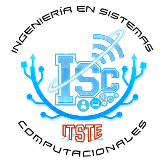 INGENIERÍA EN SISTEMAS
ISC
ITSTE
COMPUTACIONALES